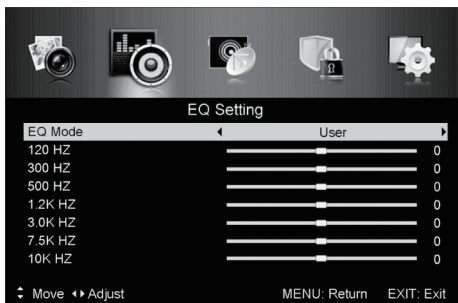 EQ Setting
EQ Mode User
120 HZ 0
300 HZ 0
500 HZ 0
1.2K HZ 0
3.0K HZ 0
7.5K HZ 0
10K HZ 0
Move Adjust MENU: Return EXIT: Exit